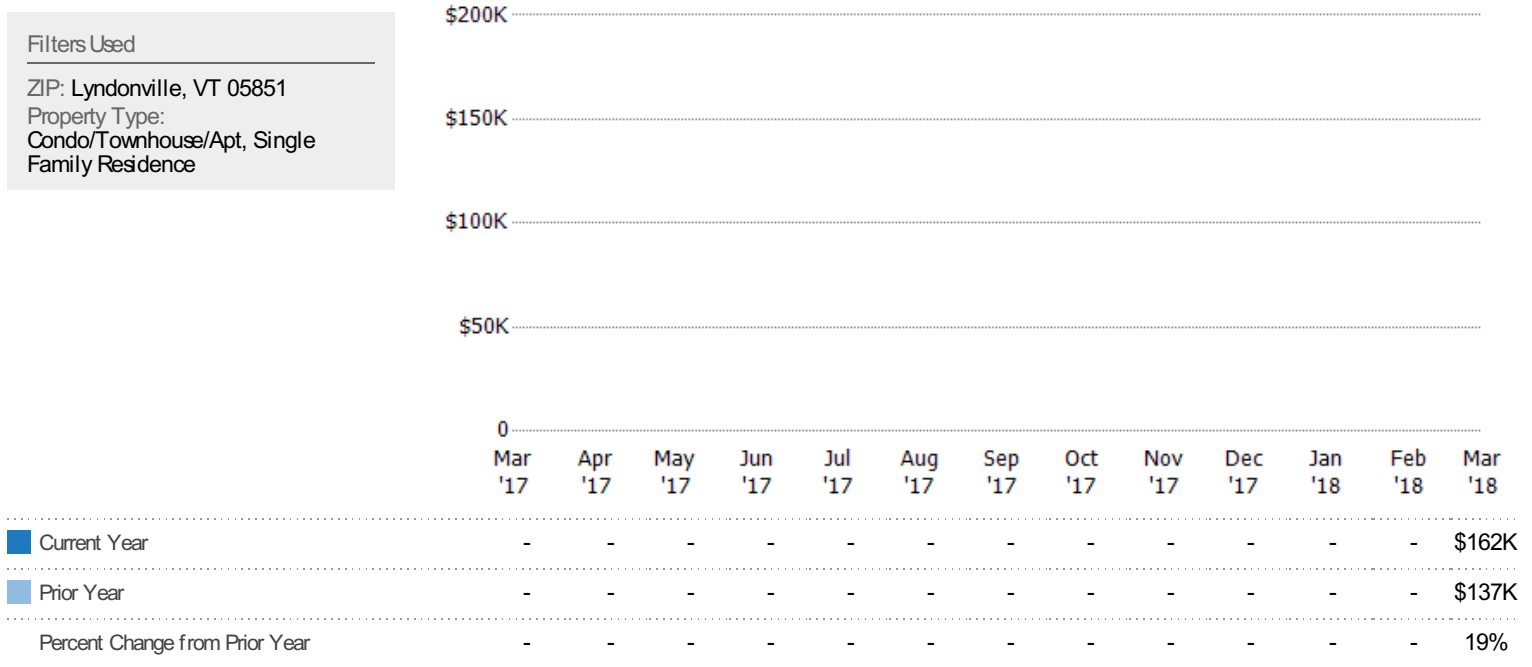 Filters Used
ZIP: Lyndonville, VT 05851
Property Type:
Condo/Townhouse/Apt, Single
Family Residence
$200K
$150K
$100K
$50K
0
Mar Apr May Jun Jul Aug Sep Oct Nov Dec Jan Feb Mar
'17 '17 '17 '17 '17 '17 '17 '17 '17 '17 '18 '18 '18
Current Year - - - - - - - - - - - - $162K
Prior Year - - - - - - - - - - - - $137K
Percent Change from Prior Year - - - - - - - - - - - - 19%